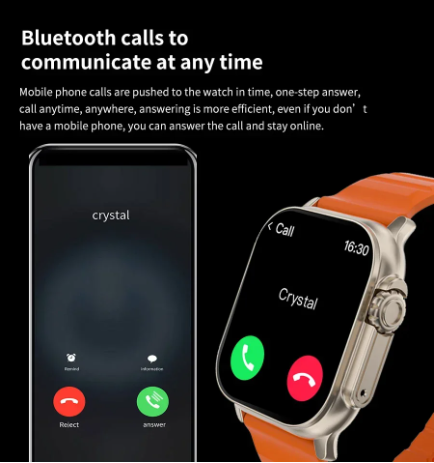 Bluetooth calls to
communicate at any time
Mobile phone calls are pushed to the watch in time, one-step answer,
call anytime, anywhere, answering is more efficient, even if you don’t
have a mobile phone, you can answer the call and stay online.
crystal
Remind
Information
Reject
answer
< Call
16:30
Crystal